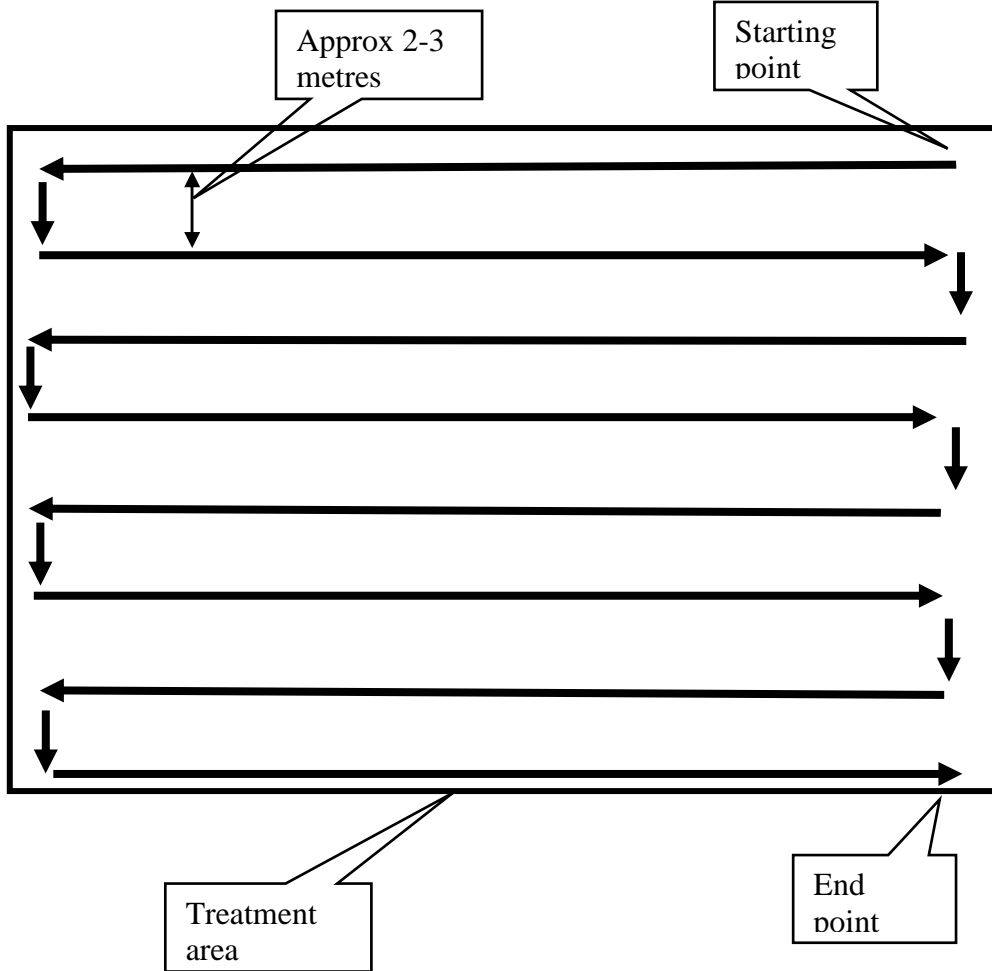 Approx 2-3
metres
Starting
point
Treatment
area
End
point